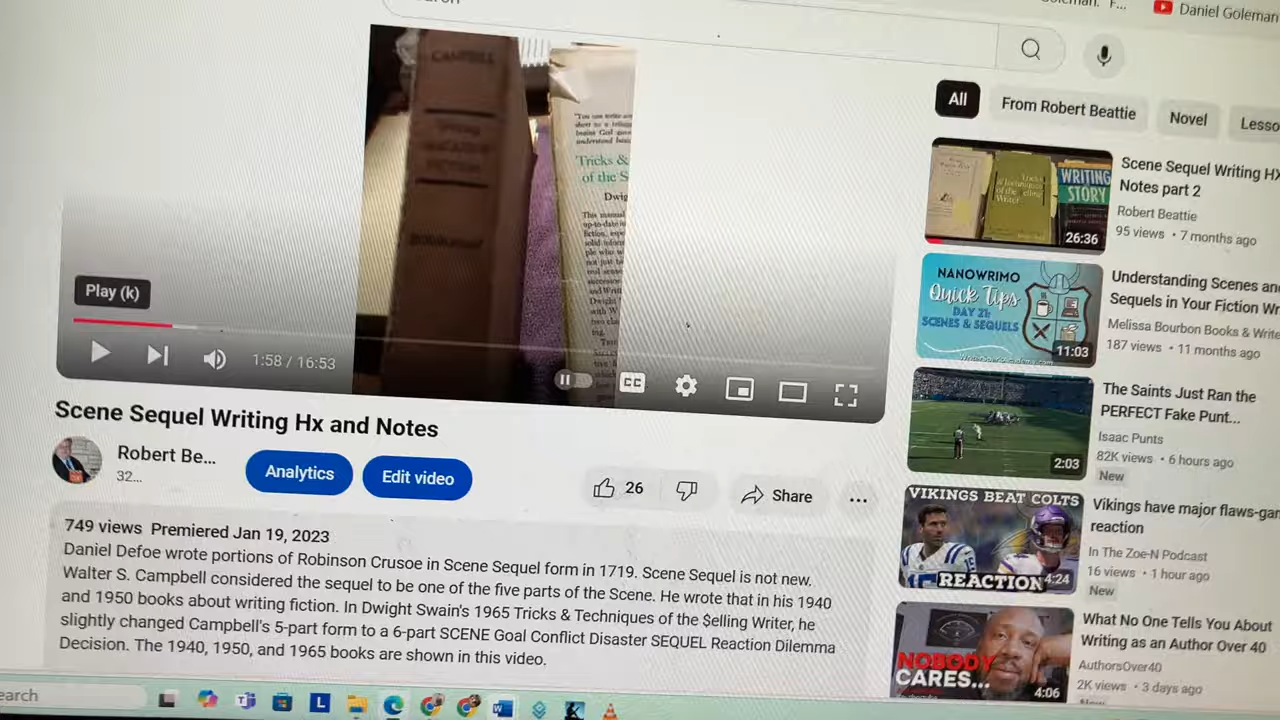 Daniel Goleman
All
From Robert Beattie
Novel
CAMPBELL
"You can write
Tricks &
of the S
Dwig
Play (k)
1:58 / 16:53
CC
Scene Sequel Writing Hx and Notes
Robert Be...
32...
Analytics
Edit video
26
Share
749 views Premiered Jan 19, 2023
Daniel Defoe wrote portions of Robinson Crusoe in Scene Sequel form in 1719. Scene Sequel is not new.
Walter S. Campbell considered the sequel to be one of the five parts of the Scene. He wrote that in his 1940
and 1950 books about writing fiction. In Dwight Swain's 1965 Tricks & Techniques of the $elling Writer, he
slightly changed Campbell's 5-part form to a 6-part SCENE Goal Conflict Disaster SEQUEL Reaction Dilemma
Decision. The 1940, 1950, and 1965 books are shown in this video.
WRITING
STORY
26:36
Scene Sequel Writing HX
Notes part 2
Robert Beattie
95 views • 7 months ago
NANOWRIMO
Quick Tips
DAY 21:
SCENES & SEQUELS
11:03
Understanding Scenes an
Sequels in Your Fiction Wr
Melissa Bourbon Books & Write
187 views • 11 months ago
2:03
The Saints Just Ran the
PERFECT Fake Punt...
Isaac Punts
82K views • 6 hours ago
New
VIKINGS BEAT COLTS
REACTION
4:24
Vikings have major flaws-gam
reaction
In The Zoe-N Podcast
16 views • 1 hour ago
New
NOBODY
CARES...
4:06
What No One Tells You About
Writing as an Author Over 40
AuthorsOver40
2K views • 3 days ago
New
earch